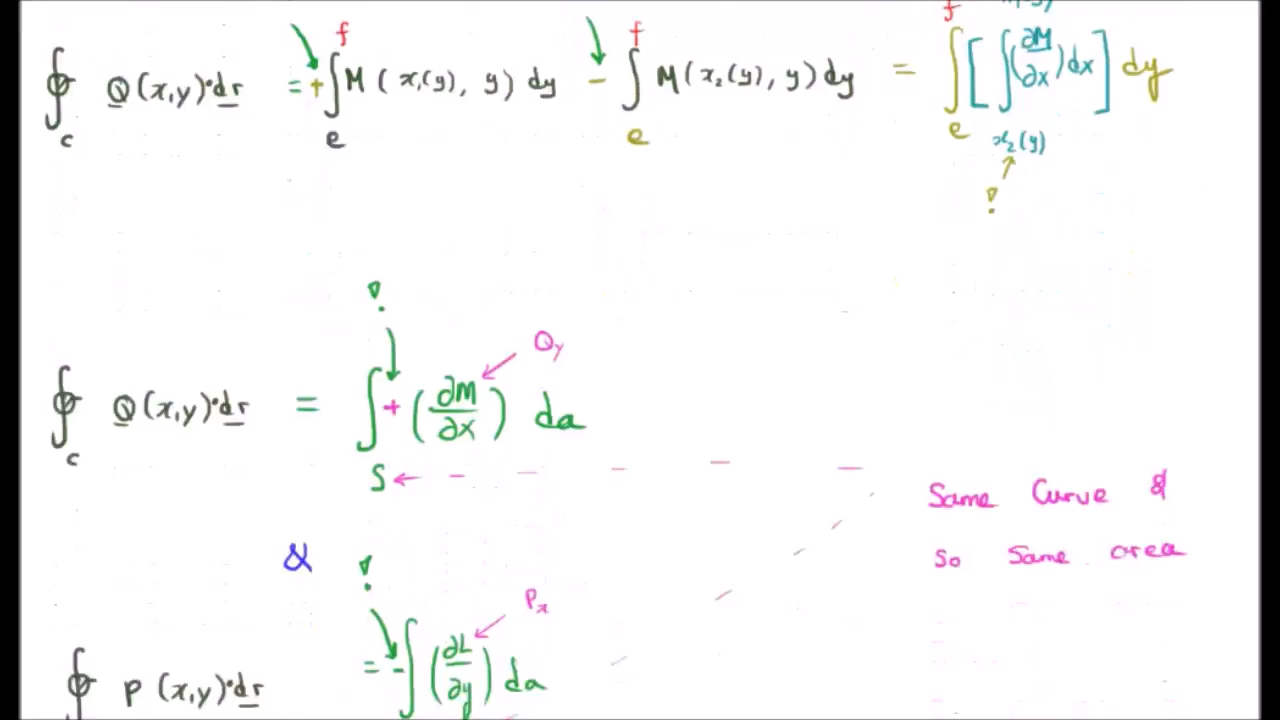 ∮_c Q(x,y)·dr = + ∫_e^f M(x₁(y), y) dy − ∫_e^f M(x₂(y), y) dy = ∫_e^f [ ∫_{x₂(y)} (∂M/∂x) dx ] dy
!
!
Q_y
∮_c Q(x,y)·dr = ∫_S + (∂M/∂x) da
Same Curve &
& ! so same area
P_x
∮ P(x,y)·dr = − ∫ (∂L/∂y) da